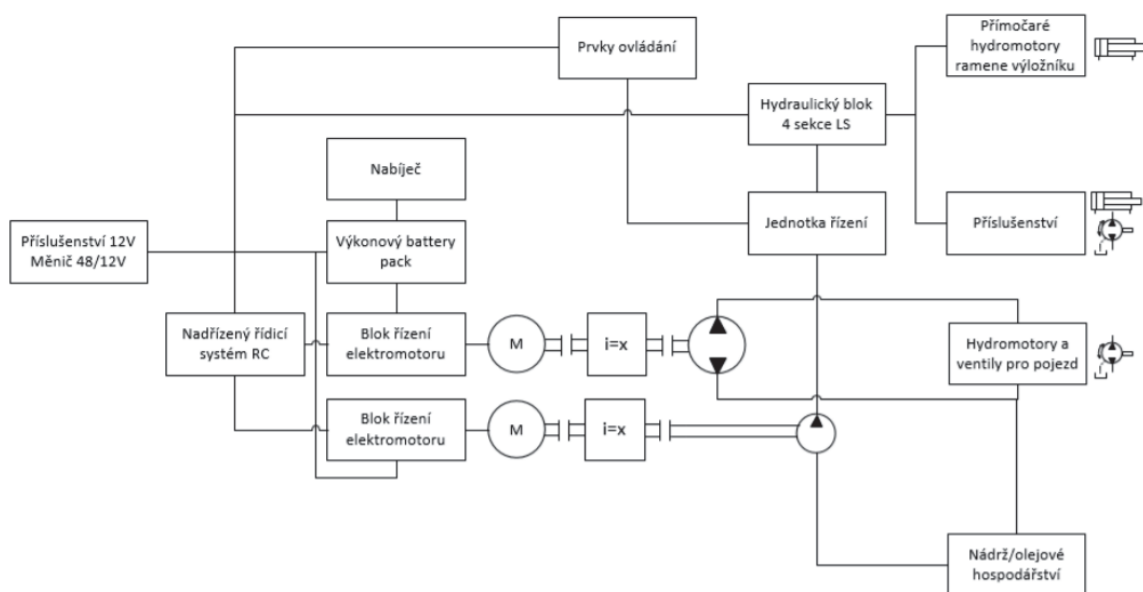 Prvky ovládání
Přímočaré
hydromotory
ramene výložníku
Hydraulický blok
4 sekce LS
Nabíječ
Příslušenství 12V
Měnič 48/12V
Výkonový battery
pack
Jednotka řízení
Příslušenství
Nadřízený řídicí
systém RC
Blok řízení
elektromotoru
M
i=x
Hydromotory a
ventily pro pojezd
Blok řízení
elektromotoru
M
i=x
Nádrž/olejové
hospodářství